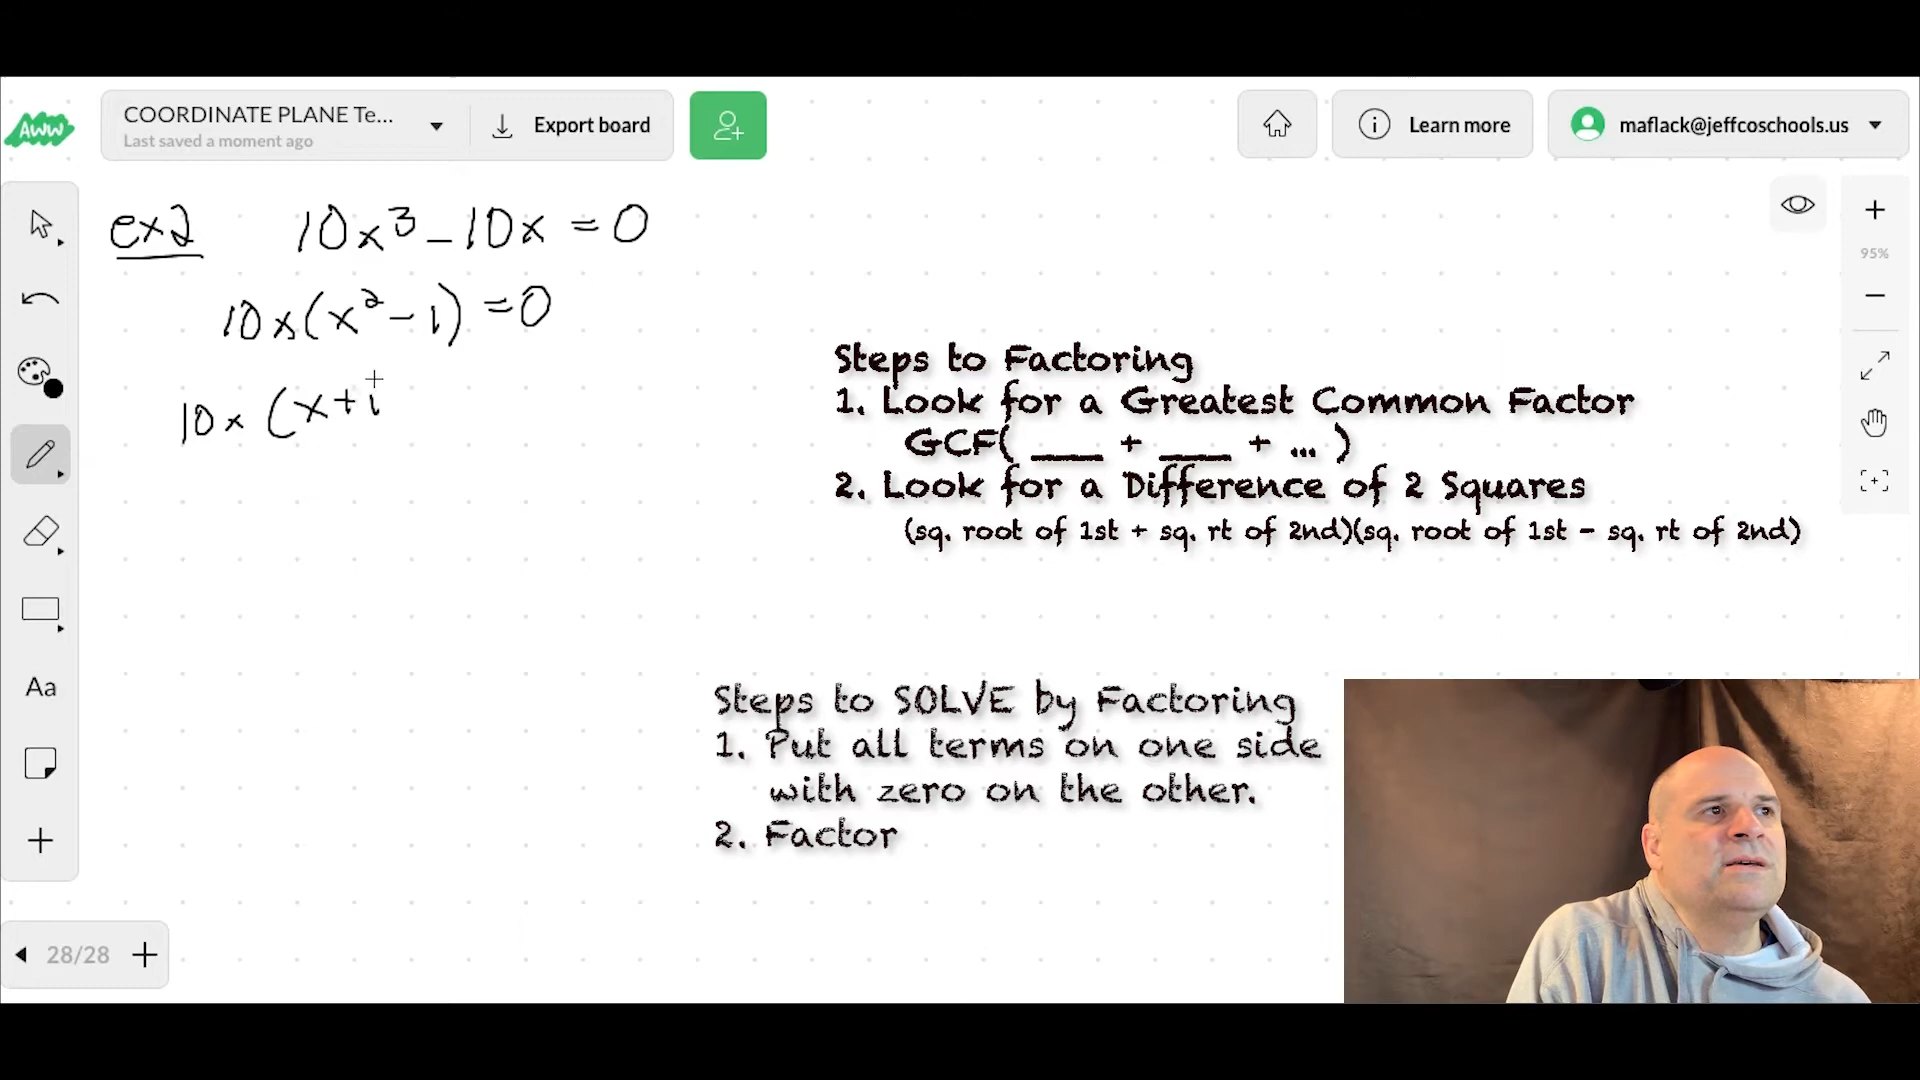 AWW
COORDINATE PLANE Te...
Last saved a moment ago
Export board
Learn more
maflack@jeffcoschools.us
95%
ex2 10x³ - 10x = 0
10x(x² - 1) = 0
10x (x+1
Steps to Factoring
1. Look for a Greatest Common Factor
GCF( ___ + ___ + ... )
2. Look for a Difference of 2 Squares
(sq. root of 1st + sq. rt of 2nd)(sq. root of 1st - sq. rt of 2nd)
Steps to SOLVE by Factoring
1. Put all terms on one side
with zero on the other.
2. Factor
Aa
28/28